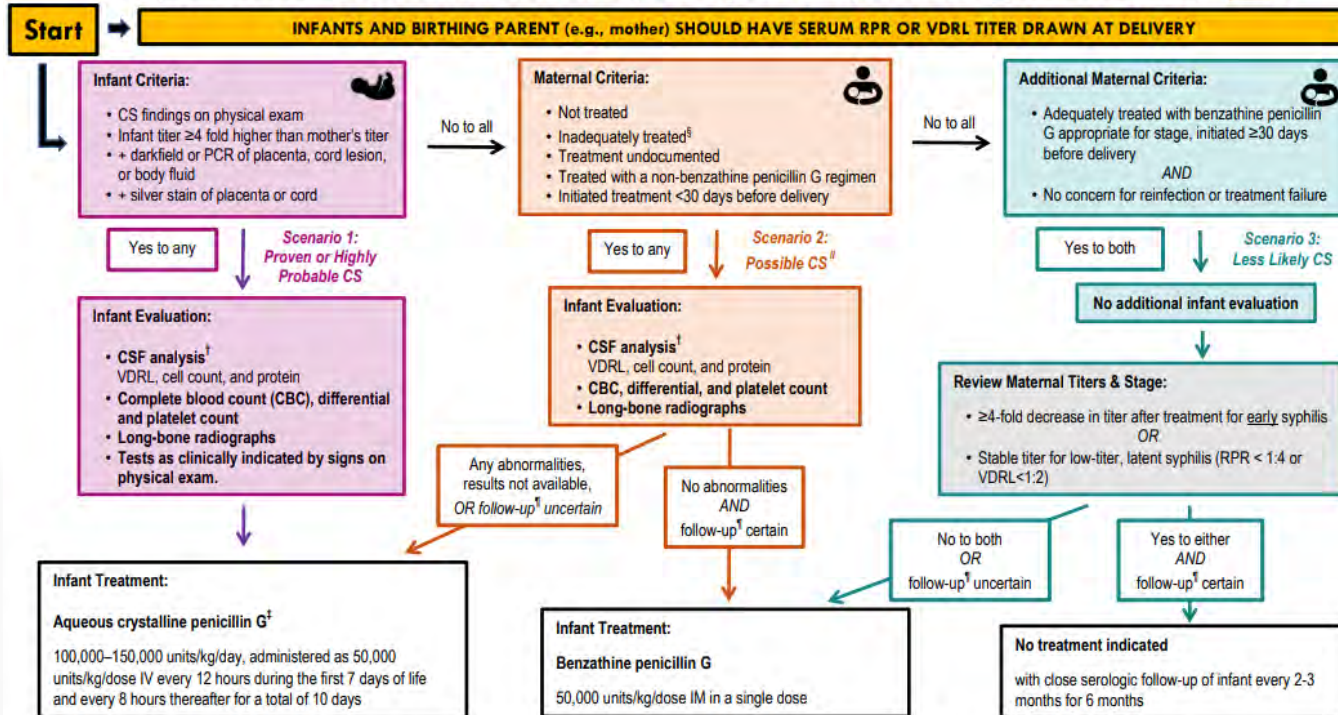 Start
INFANTS AND BIRTHING PARENT (e.g., mother) SHOULD HAVE SERUM RPR OR VDRL TITER DRAWN AT DELIVERY
Infant Criteria:
• CS findings on physical exam
• Infant titer ≥4 fold higher than mother's titer
• + darkfield or PCR of placenta, cord lesion,
or body fluid
• + silver stain of placenta or cord
No to all
Maternal Criteria:
• Not treated
• Inadequately treated§
• Treatment undocumented
• Treated with a non-benzathine penicillin G regimen
• Initiated treatment <30 days before delivery
No to all
Additional Maternal Criteria:
• Adequately treated with benzathine penicillin
G appropriate for stage, initiated ≥30 days
before delivery
AND
• No concern for reinfection or treatment failure
Yes to any
Scenario 1:
Proven or Highly
Probable CS
Yes to any
Scenario 2:
Possible CS||
Yes to both
Scenario 3:
Less Likely CS
Infant Evaluation:
• CSF analysis†
VDRL, cell count, and protein
• Complete blood count (CBC), differential
and platelet count
• Long-bone radiographs
• Tests as clinically indicated by signs on
physical exam.
Infant Evaluation:
• CSF analysis†
VDRL, cell count, and protein
• CBC, differential, and platelet count
• Long-bone radiographs
No additional infant evaluation
Review Maternal Titers & Stage:
• ≥4-fold decrease in titer after treatment for early syphilis
OR
• Stable titer for low-titer, latent syphilis (RPR < 1:4 or
VDRL<1:2)
Any abnormalities,
results not available,
OR follow-up¶ uncertain
No abnormalities
AND
follow-up¶ certain
No to both
OR
follow-up¶ uncertain
Yes to either
AND
follow-up¶ certain
Infant Treatment:
Aqueous crystalline penicillin G‡
100,000–150,000 units/kg/day, administered as 50,000
units/kg/dose IV every 12 hours during the first 7 days of life
and every 8 hours thereafter for a total of 10 days
Infant Treatment:
Benzathine penicillin G
50,000 units/kg/dose IM in a single dose
No treatment indicated
with close serologic follow-up of infant every 2-3
months for 6 months